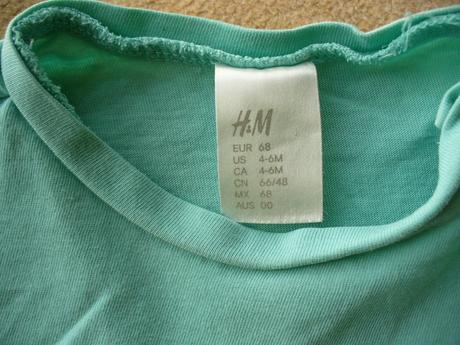 H&M
EUR 68
US 4-6M
CA 4-6M
CN 66/48
MX 68
AUS 00